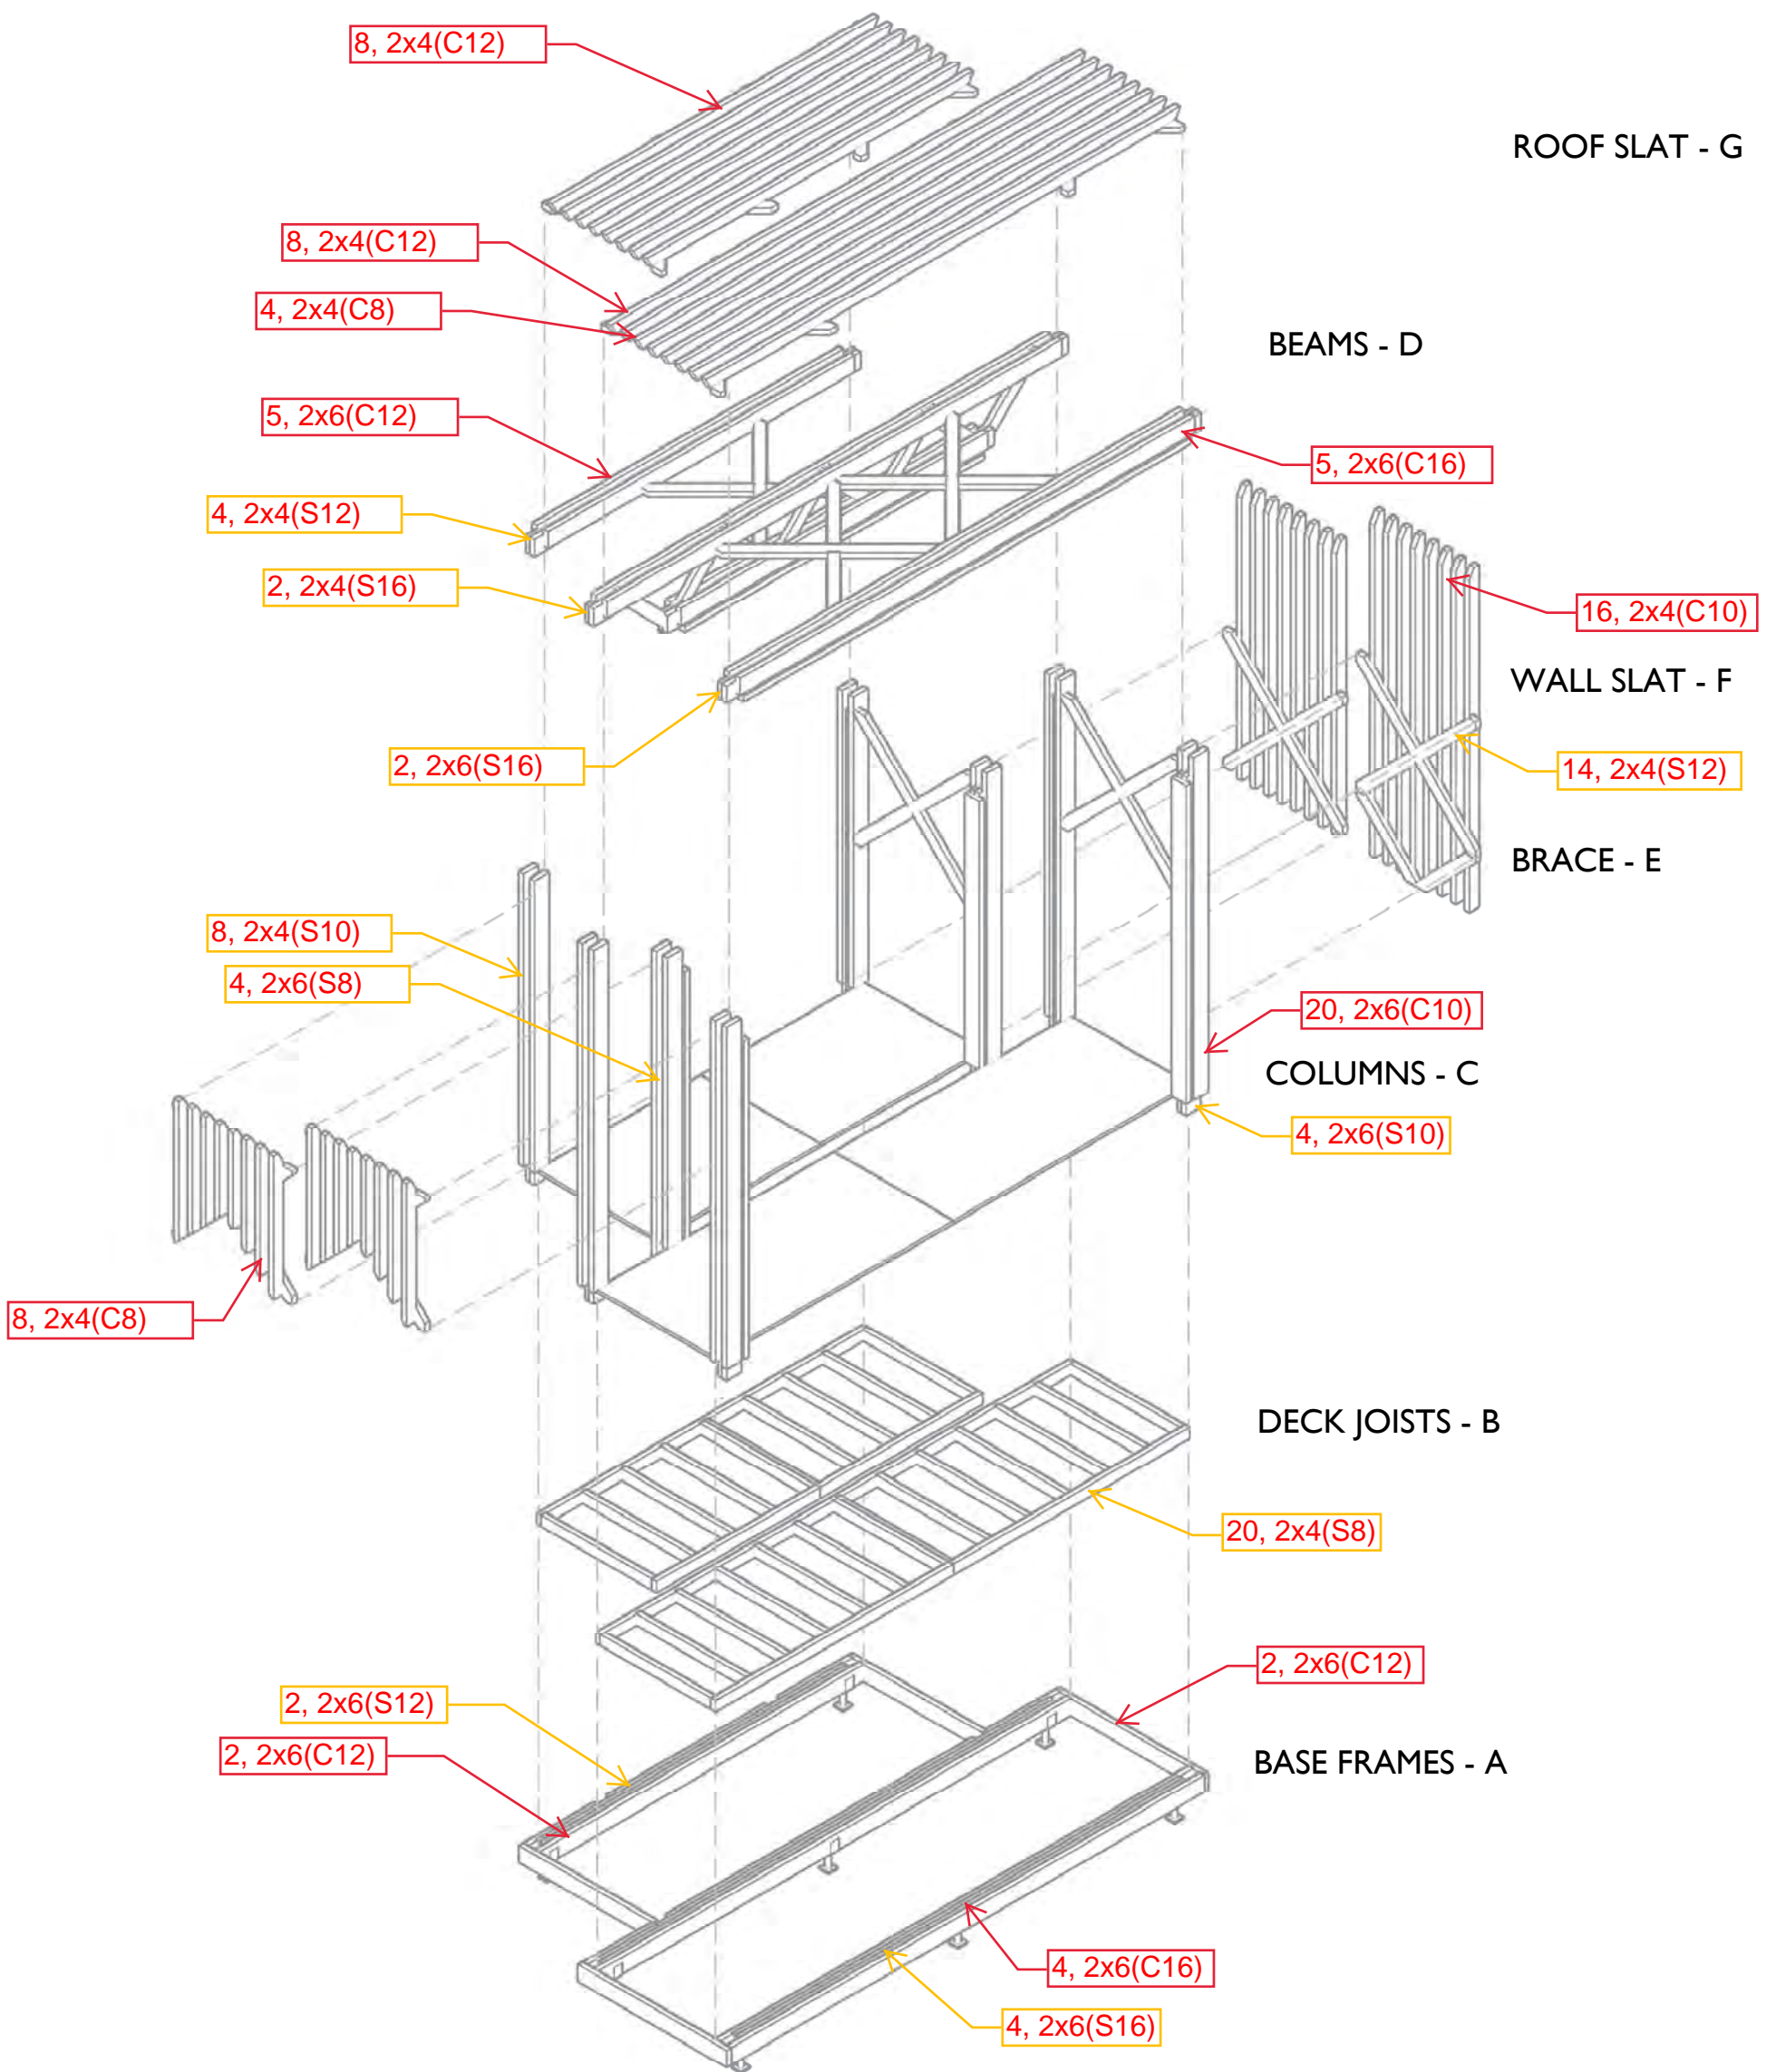 8, 2x4(C12)
ROOF SLAT - G
8, 2x4(C12)
4, 2x4(C8)
BEAMS - D
5, 2x6(C12)
5, 2x6(C16)
4, 2x4(S12)
2, 2x4(S16)
16, 2x4(C10)
WALL SLAT - F
2, 2x6(S16)
14, 2x4(S12)
BRACE - E
8, 2x4(S10)
4, 2x6(S8)
20, 2x6(C10)
COLUMNS - C
4, 2x6(S10)
8, 2x4(C8)
DECK JOISTS - B
20, 2x4(S8)
2, 2x6(C12)
2, 2x6(S12)
2, 2x6(C12)
BASE FRAMES - A
4, 2x6(C16)
4, 2x6(S16)